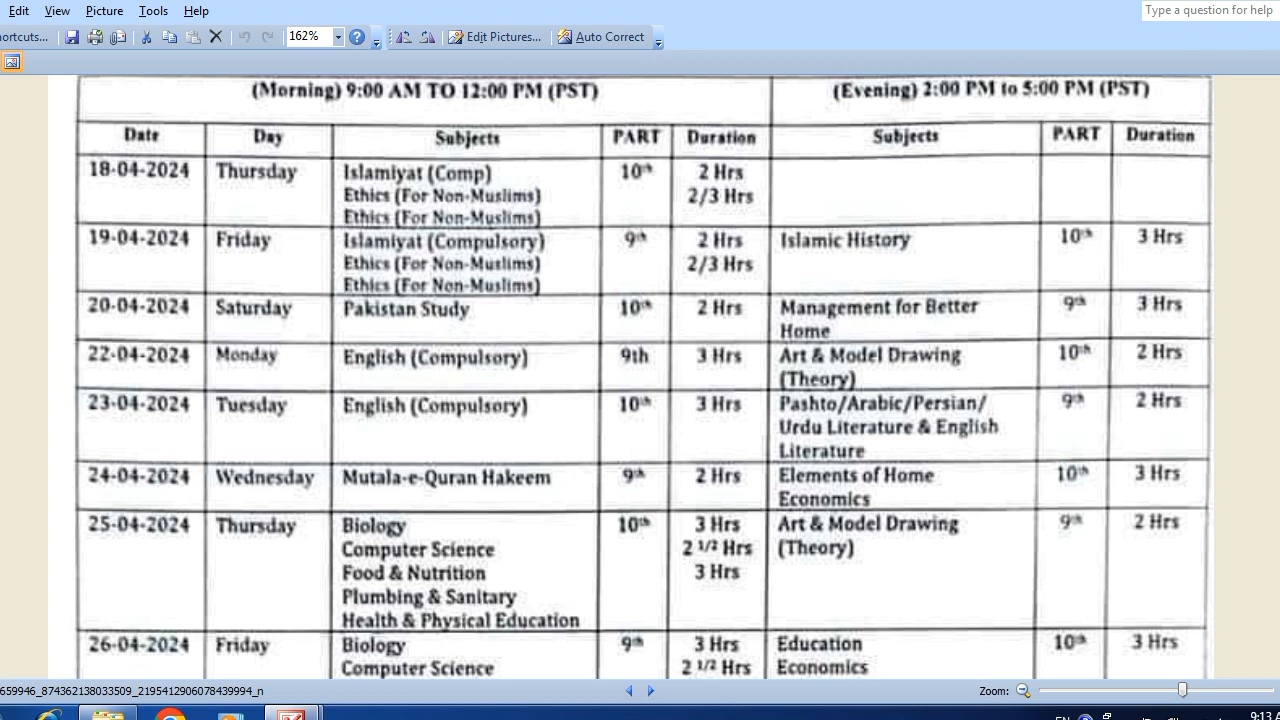 Edit View Picture Tools Help Type a question for help
ortcuts... 162% Edit Pictures... Auto Correct
(Morning) 9:00 AM TO 12:00 PM (PST) (Evening) 2:00 PM to 5:00 PM (PST)
Date Day Subjects PART Duration Subjects PART Duration
18-04-2024 Thursday Islamiyat (Comp) 10th 2 Hrs
Ethics (For Non-Muslims) 2/3 Hrs
Ethics (For Non-Muslims)
19-04-2024 Friday Islamiyat (Compulsory) 9th 2 Hrs Islamic History 10th 3 Hrs
Ethics (For Non-Muslims) 2/3 Hrs
Ethics (For Non-Muslims)
20-04-2024 Saturday Pakistan Study 10th 2 Hrs Management for Better 9th 3 Hrs
Home
22-04-2024 Monday English (Compulsory) 9th 3 Hrs Art & Model Drawing 10th 2 Hrs
(Theory)
23-04-2024 Tuesday English (Compulsory) 10th 3 Hrs Pashto/Arabic/Persian/ 9th 2 Hrs
Urdu Literature & English
Literature
24-04-2024 Wednesday Mutala-e-Quran Hakeem 9th 2 Hrs Elements of Home 10th 3 Hrs
Economics
25-04-2024 Thursday Biology 10th 3 Hrs Art & Model Drawing 9th 2 Hrs
Computer Science 2 1/2 Hrs (Theory)
Food & Nutrition 3 Hrs
Plumbing & Sanitary
Health & Physical Education
26-04-2024 Friday Biology 9th 3 Hrs Education 10th 3 Hrs
Computer Science 2 1/2 Hrs Economics
659946_874362138033509_2195412906078439994_n Zoom:
EN 9:13 A